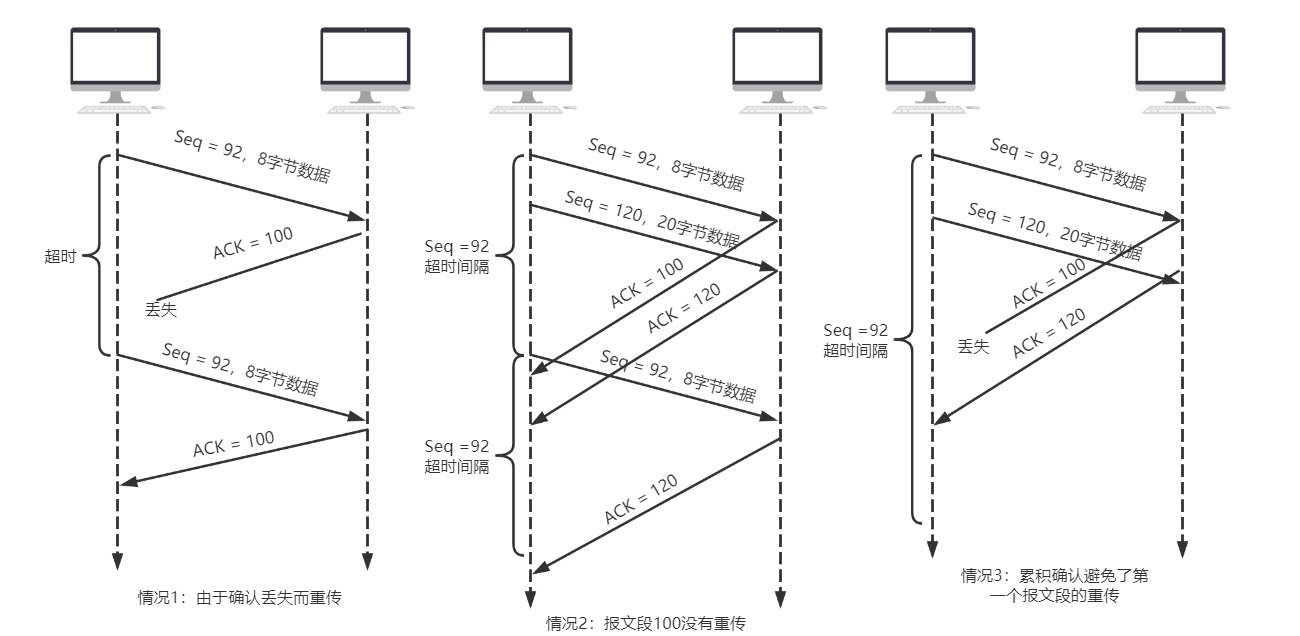 Seq = 92，8字节数据
ACK = 100
超时
丢失
Seq = 92，8字节数据
ACK = 100
情况1：由于确认丢失而重传
Seq = 92，8字节数据
Seq = 120，20字节数据
Seq =92
超时间隔
ACK = 100
ACK = 120
Seq = 92，8字节数据
Seq =92
超时间隔
ACK = 120
情况2：报文段100没有重传
Seq = 92，8字节数据
Seq = 120，20字节数据
ACK = 100
Seq =92
超时间隔
丢失
ACK = 120
情况3：累积确认避免了第
一个报文段的重传